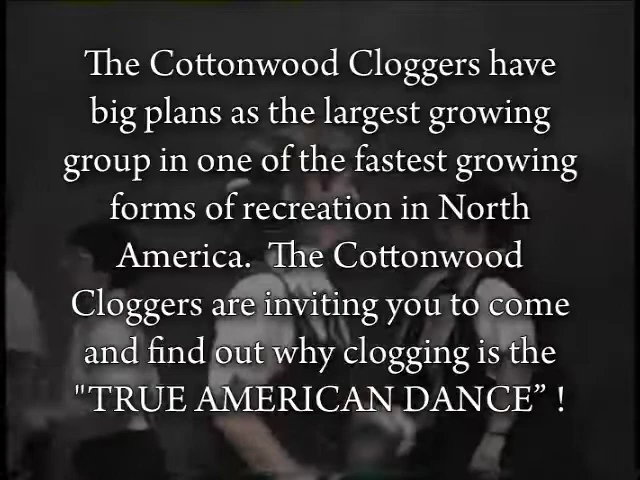 The Cottonwood Cloggers have
big plans as the largest growing
group in one of the fastest growing
forms of recreation in North
America.  The Cottonwood
Cloggers are inviting you to come
and find out why clogging is the
"TRUE AMERICAN DANCE” !